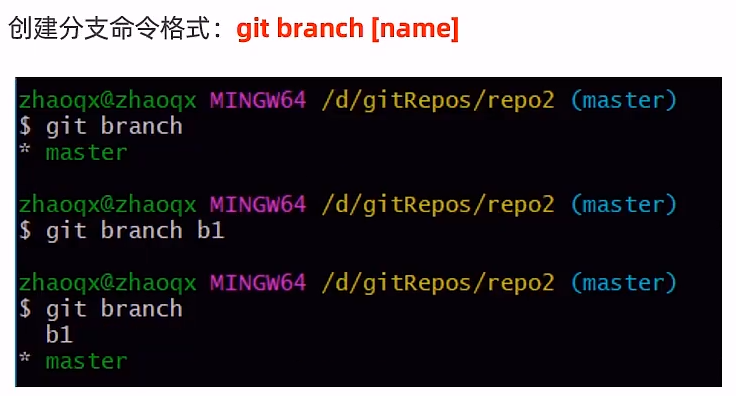 创建分支命令格式：git branch [name]
zhaoqx@zhaoqx MINGW64 /d/gitRepos/repo2 (master)
$ git branch
* master
zhaoqx@zhaoqx MINGW64 /d/gitRepos/repo2 (master)
$ git branch b1
zhaoqx@zhaoqx MINGW64 /d/gitRepos/repo2 (master)
$ git branch
  b1
* master